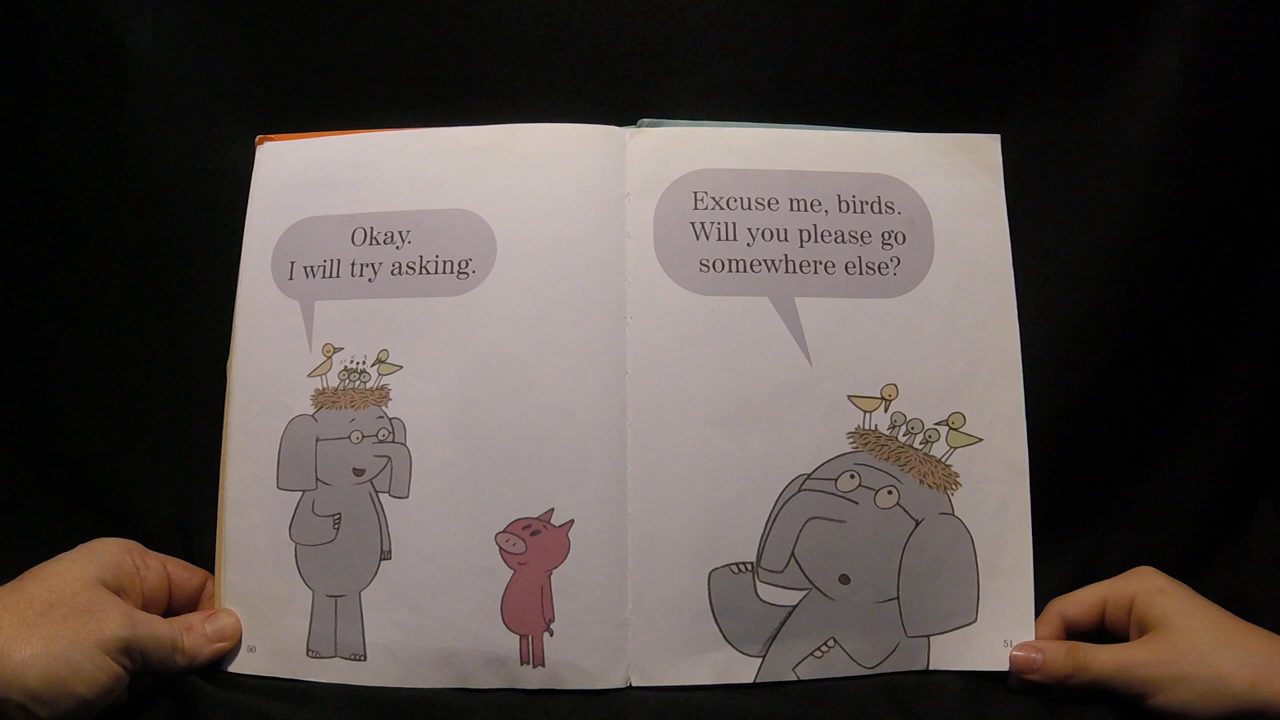 Okay.
I will try asking.
50
Excuse me, birds.
Will you please go
somewhere else?
51